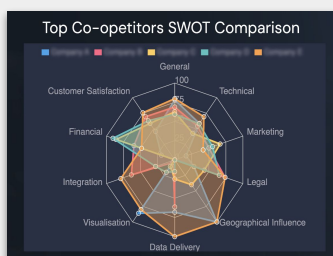 Top Co-opetitors SWOT Comparison
General
100
75
Customer Satisfaction
Technical
Financial
Marketing
Integration
Legal
Visualisation
Geographical Influence
Data Delivery